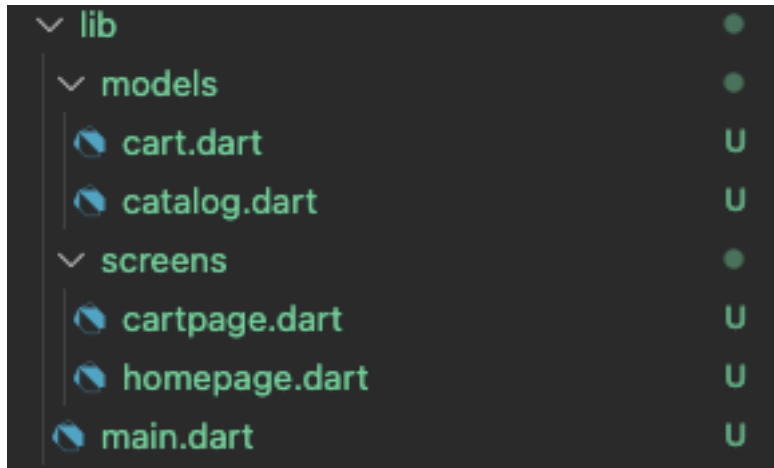 lib
models
cart.dart U
catalog.dart U
screens
cartpage.dart U
homepage.dart U
main.dart U